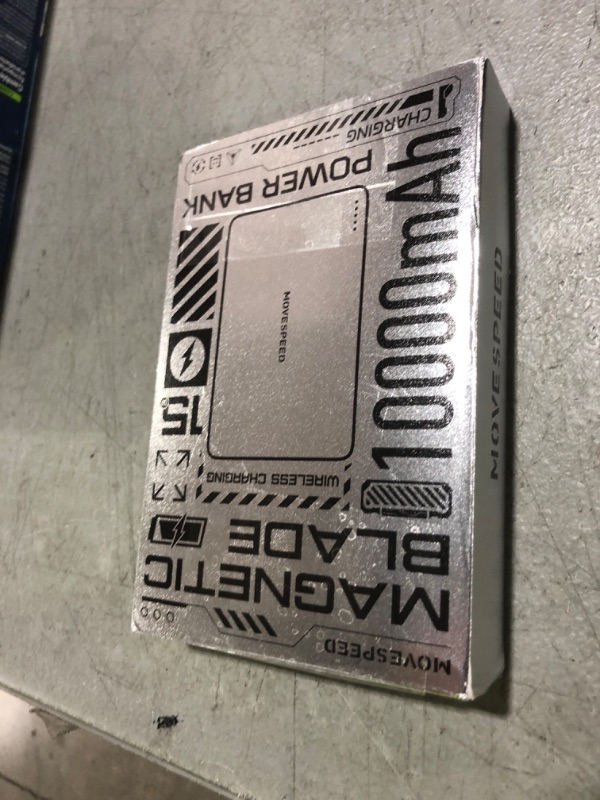 MOVESPEED
MAGNETIC
BLADE
WIRELESS CHARGING
15
MOVESPEED
10000mAh
POWER BANK
CHARGING
MOVESPEED